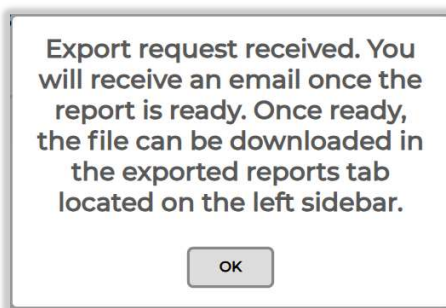 Export request received. You
will receive an email once the
report is ready. Once ready,
the file can be downloaded in
the exported reports tab
located on the left sidebar.
OK